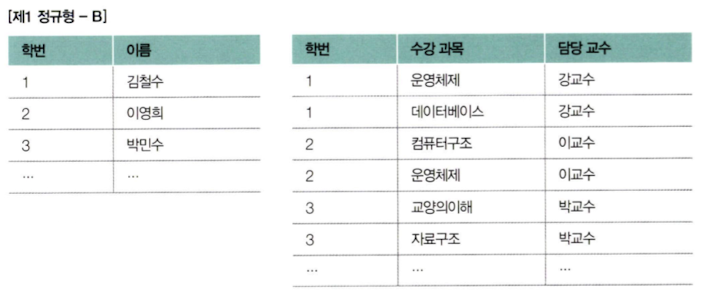 [제1 정규형 – B]
학번 이름
1 김철수
2 이영희
3 박민수
… …
학번 수강 과목 담당 교수
1 운영체제 강교수
1 데이터베이스 강교수
2 컴퓨터구조 이교수
2 운영체제 이교수
3 교양의이해 박교수
3 자료구조 박교수
… … …